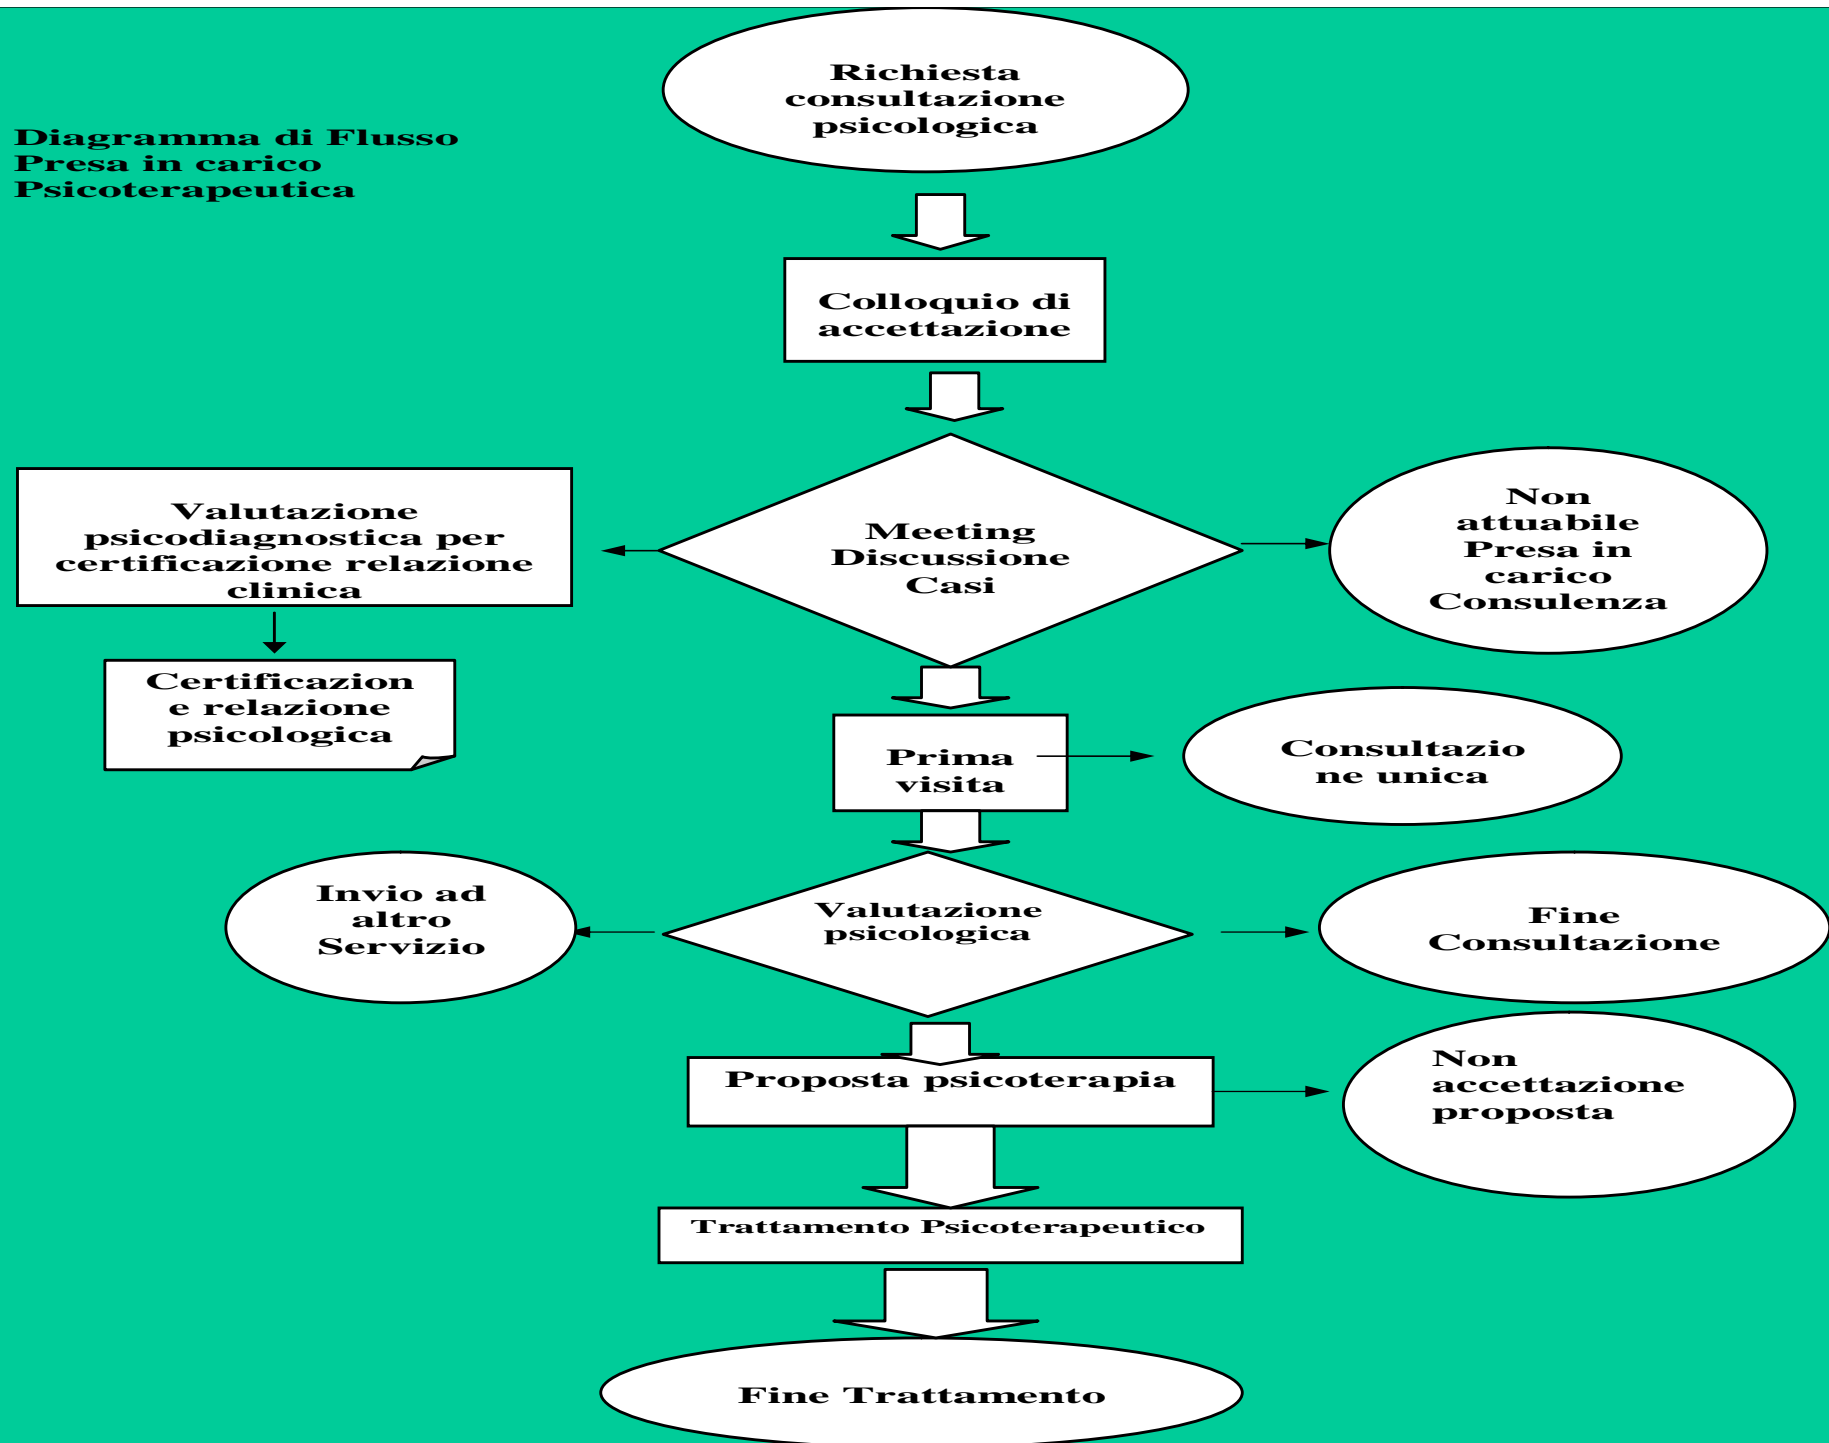 Richiesta
consultazione
psicologica
Diagramma di Flusso
Presa in carico
Psicoterapeutica
Colloquio di
accettazione
Valutazione
psicodiagnostica per
certificazione relazione
clinica
Meeting
Discussione
Casi
Non
attuabile
Presa in
carico
Consulenza
Certificazion
e relazione
psicologica
Prima
visita
Consultazio
ne unica
Invio ad
altro
Servizio
Valutazione
psicologica
Fine
Consultazione
Proposta psicoterapia
Non
accettazione
proposta
Trattamento Psicoterapeutico
Fine Trattamento